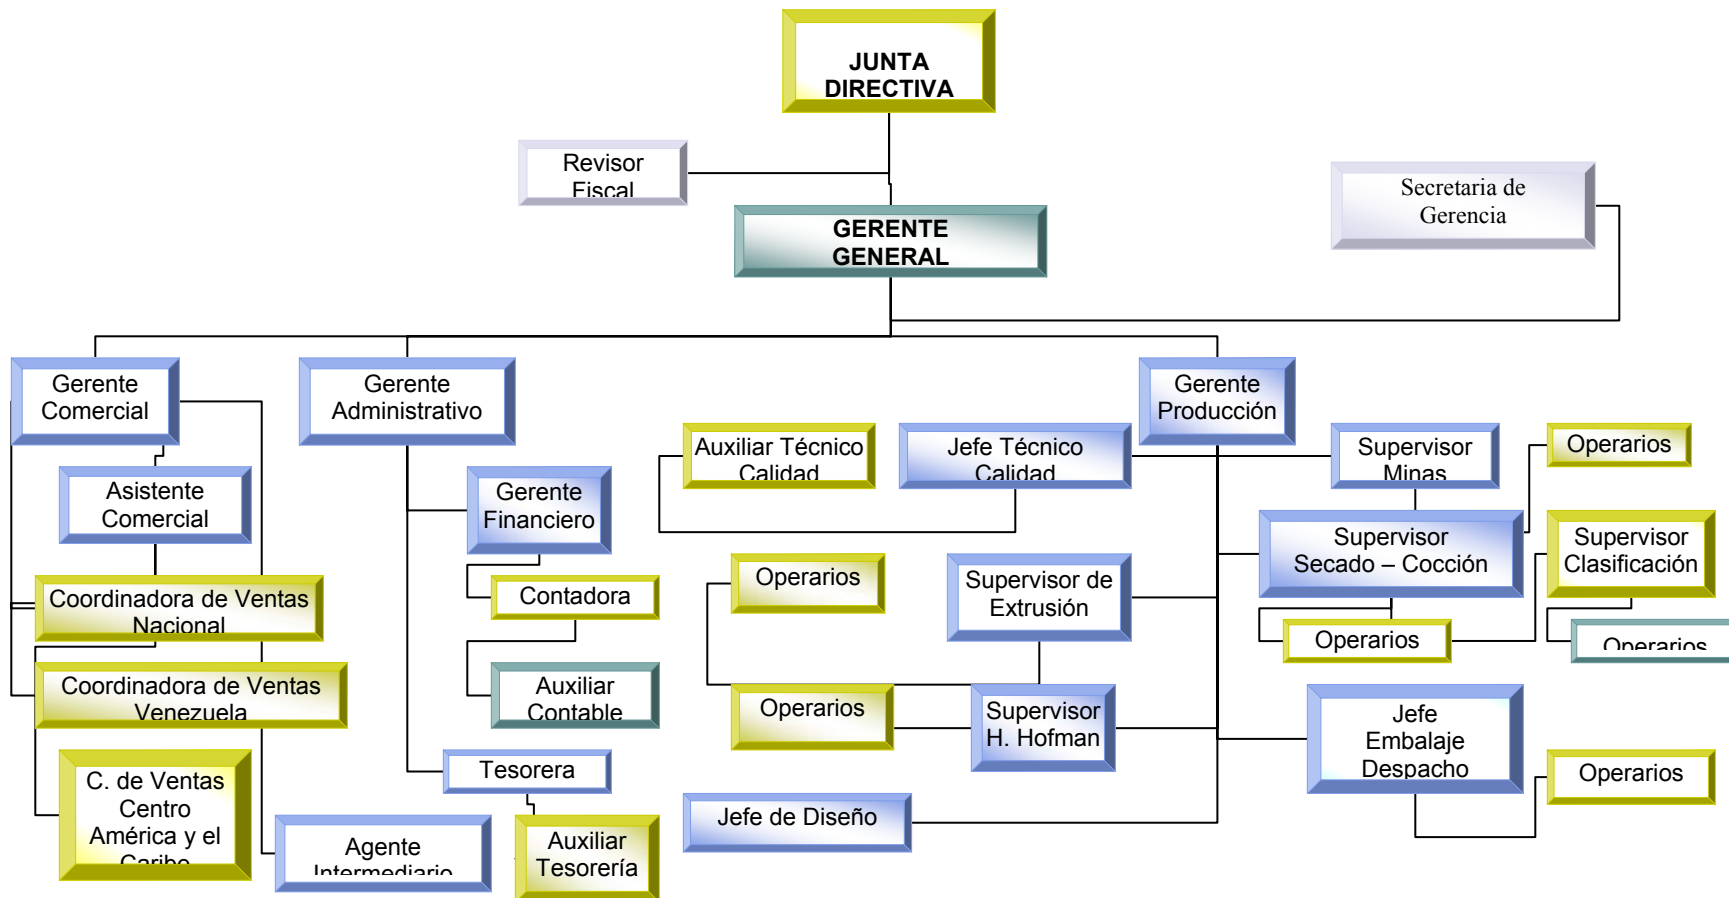 JUNTA
DIRECTIVA
Revisor
Fiscal
Secretaria de
Gerencia
GERENTE
GENERAL
Gerente
Comercial
Gerente
Administrativo
Gerente
Producción
Auxiliar Técnico
Calidad
Jefe Técnico
Calidad
Supervisor
Minas
Operarios
Asistente
Comercial
Gerente
Financiero
Supervisor
Secado – Cocción
Supervisor
Clasificación
Operarios
Supervisor de
Extrusión
Contadora
Coordinadora de Ventas
Nacional
Operarios
Operarios
Coordinadora de Ventas
Venezuela
Auxiliar
Contable
Operarios
Supervisor
H. Hofman
Jefe
Embalaje
Despacho
Tesorera
Operarios
C. de Ventas
Centro
América y el
Caribe
Jefe de Diseño
Agente
Intermediario
Auxiliar
Tesorería